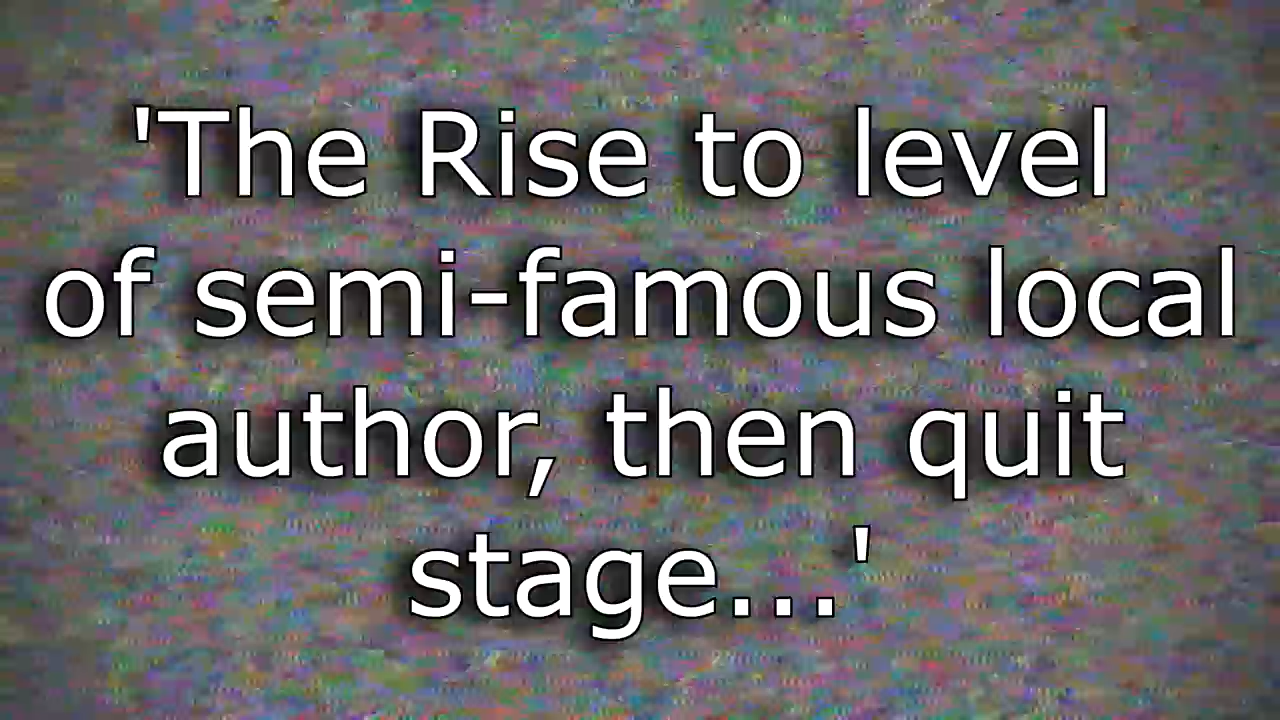 'The Rise to level
of semi-famous local
author, then quit
stage...'